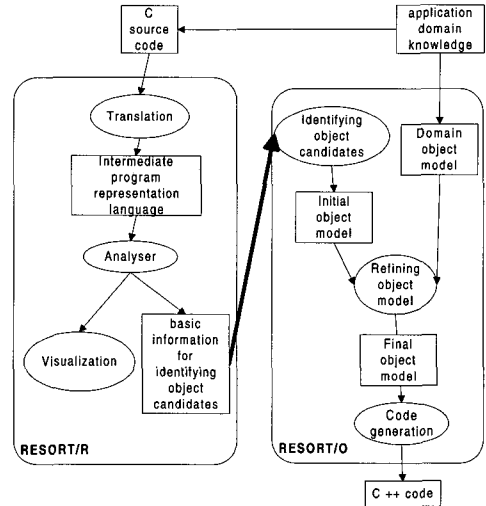 C
source
code
application
domain
knowledge
Translation
Intermediate
program
representation
language
Analyser
Visualization
basic
information
for
identifying
object
candidates
RESORT/R
Identifying
object
candidates
Domain
object
model
Initial
object
model
Refining
object
model
Final
object
model
Code
generation
RESORT/O
C ++ code